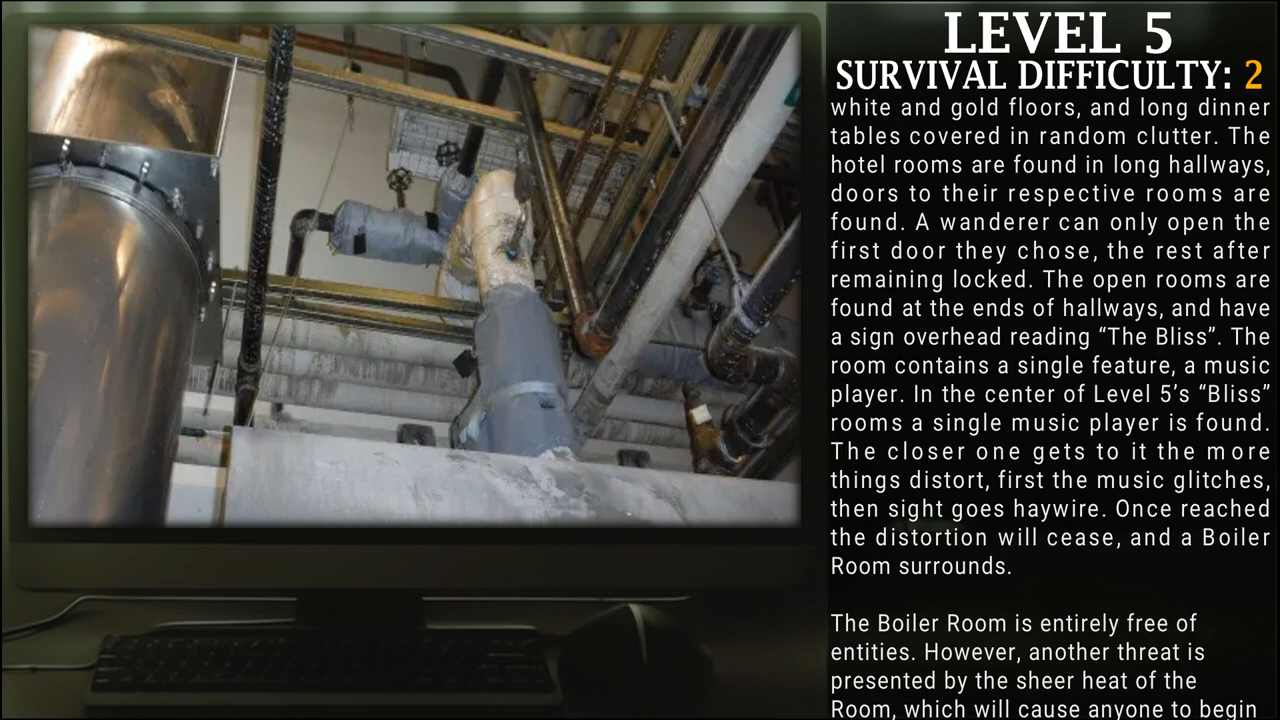 LEVEL 5
SURVIVAL DIFFICULTY: 2
white and gold floors, and long dinner
tables covered in random clutter. The
hotel rooms are found in long hallways,
doors to their respective rooms are
found. A wanderer can only open the
first door they chose, the rest after
remaining locked. The open rooms are
found at the ends of hallways, and have
a sign overhead reading “The Bliss”. The
room contains a single feature, a music
player. In the center of Level 5’s “Bliss”
rooms a single music player is found.
The closer one gets to it the more
things distort, first the music glitches,
then sight goes haywire. Once reached
the distortion will cease, and a Boiler
Room surrounds.
The Boiler Room is entirely free of
entities. However, another threat is
presented by the sheer heat of the
Room, which will cause anyone to begin